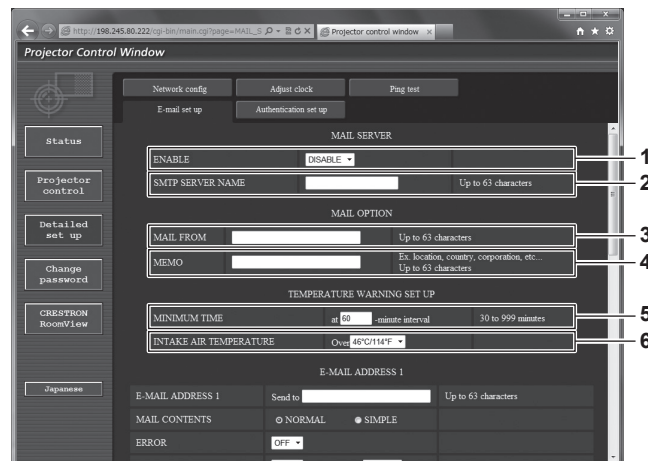 http://198.245.80.222/cgi-bin/main.cgi?page=MAIL_S
Projector control window
Projector Control Window
Network config Adjust clock Ping test
E-mail set up Authentication set up
Status
Projector control
Detailed set up
Change password
CRESTRON RoomView
Japanese
MAIL SERVER
ENABLE DISABLE 1
SMTP SERVER NAME Up to 63 characters 2
MAIL OPTION
MAIL FROM Up to 63 characters 3
MEMO Ex. location, country, corporation, etc... 4
Up to 63 characters
TEMPERATURE WARNING SET UP
MINIMUM TIME at 60 -minute interval 30 to 999 minutes 5
INTAKE AIR TEMPERATURE Over 46°C/114°F 6
E-MAIL ADDRESS 1
E-MAIL ADDRESS 1 Send to Up to 63 characters
MAIL CONTENTS NORMAL SIMPLE
ERROR OFF